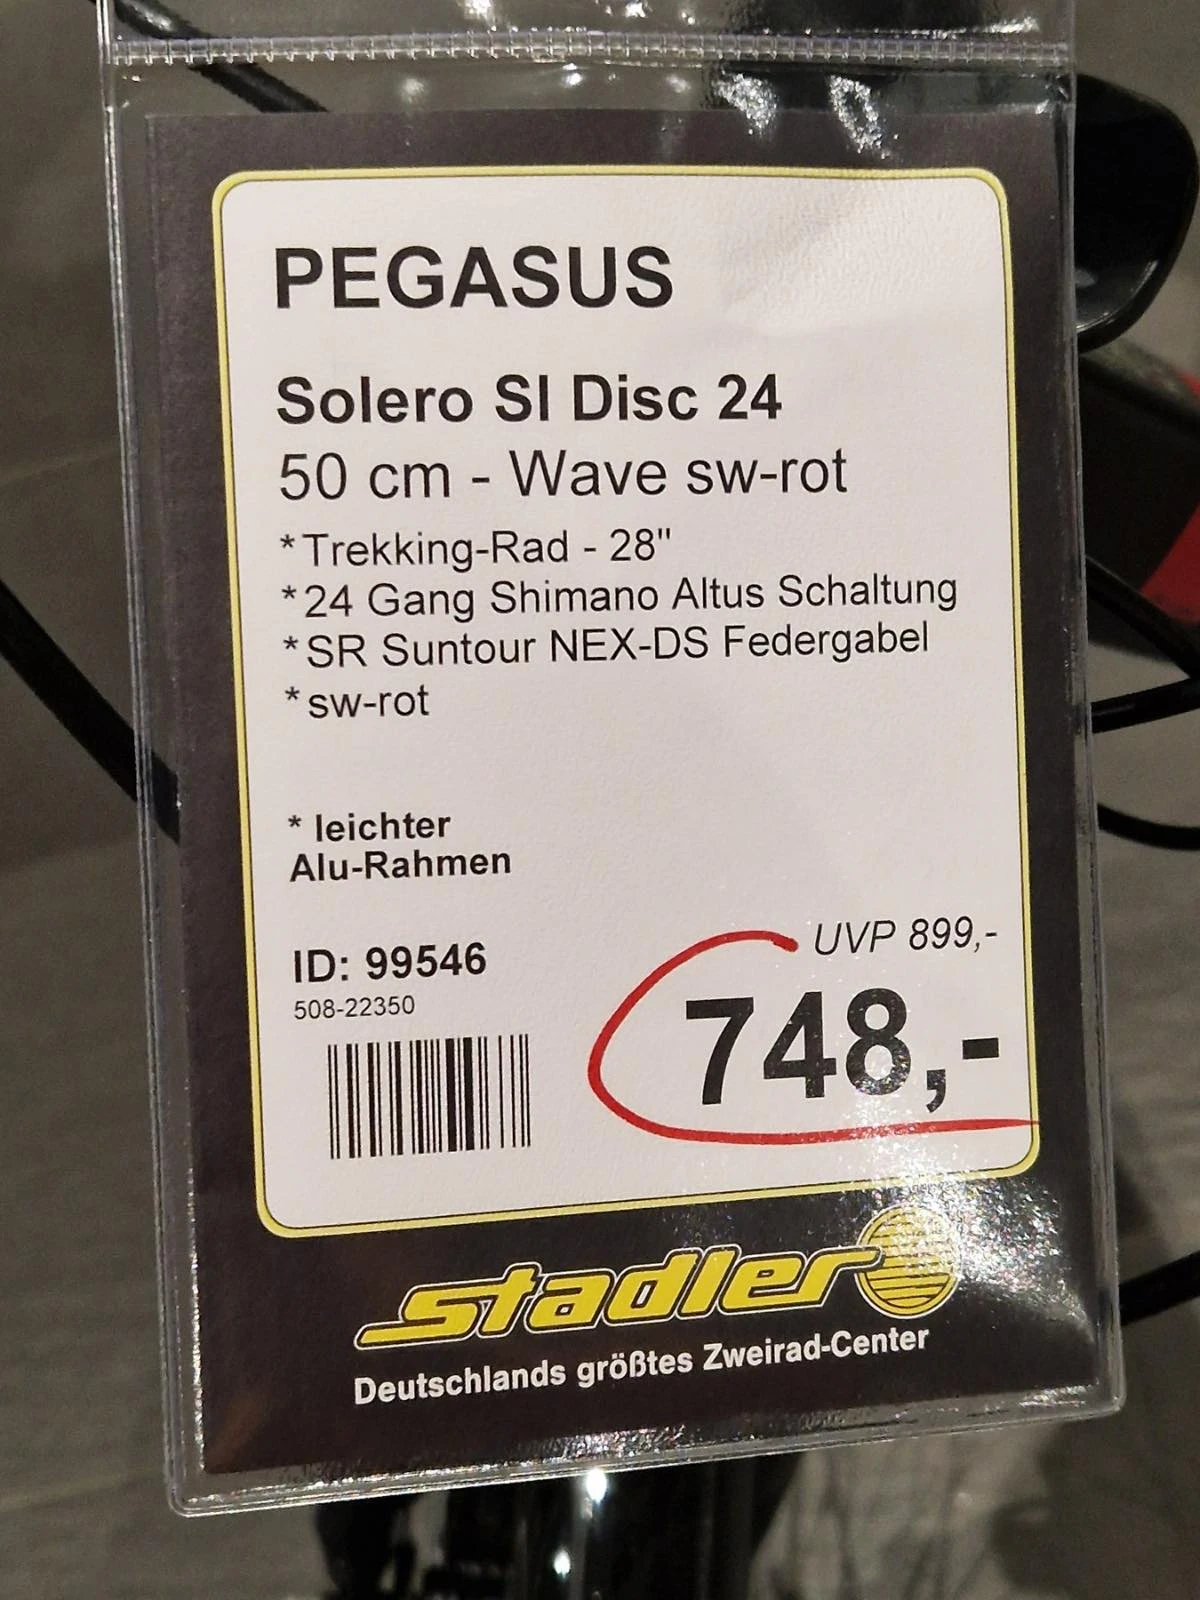 PEGASUS
Solero SI Disc 24
50 cm - Wave sw-rot
*Trekking-Rad - 28"
*24 Gang Shimano Altus Schaltung
*SR Suntour NEX-DS Federgabel
*sw-rot
* leichter
Alu-Rahmen
UVP 899,-
ID: 99546
508-22350
748,-
stadler
Deutschlands größtes Zweirad-Center